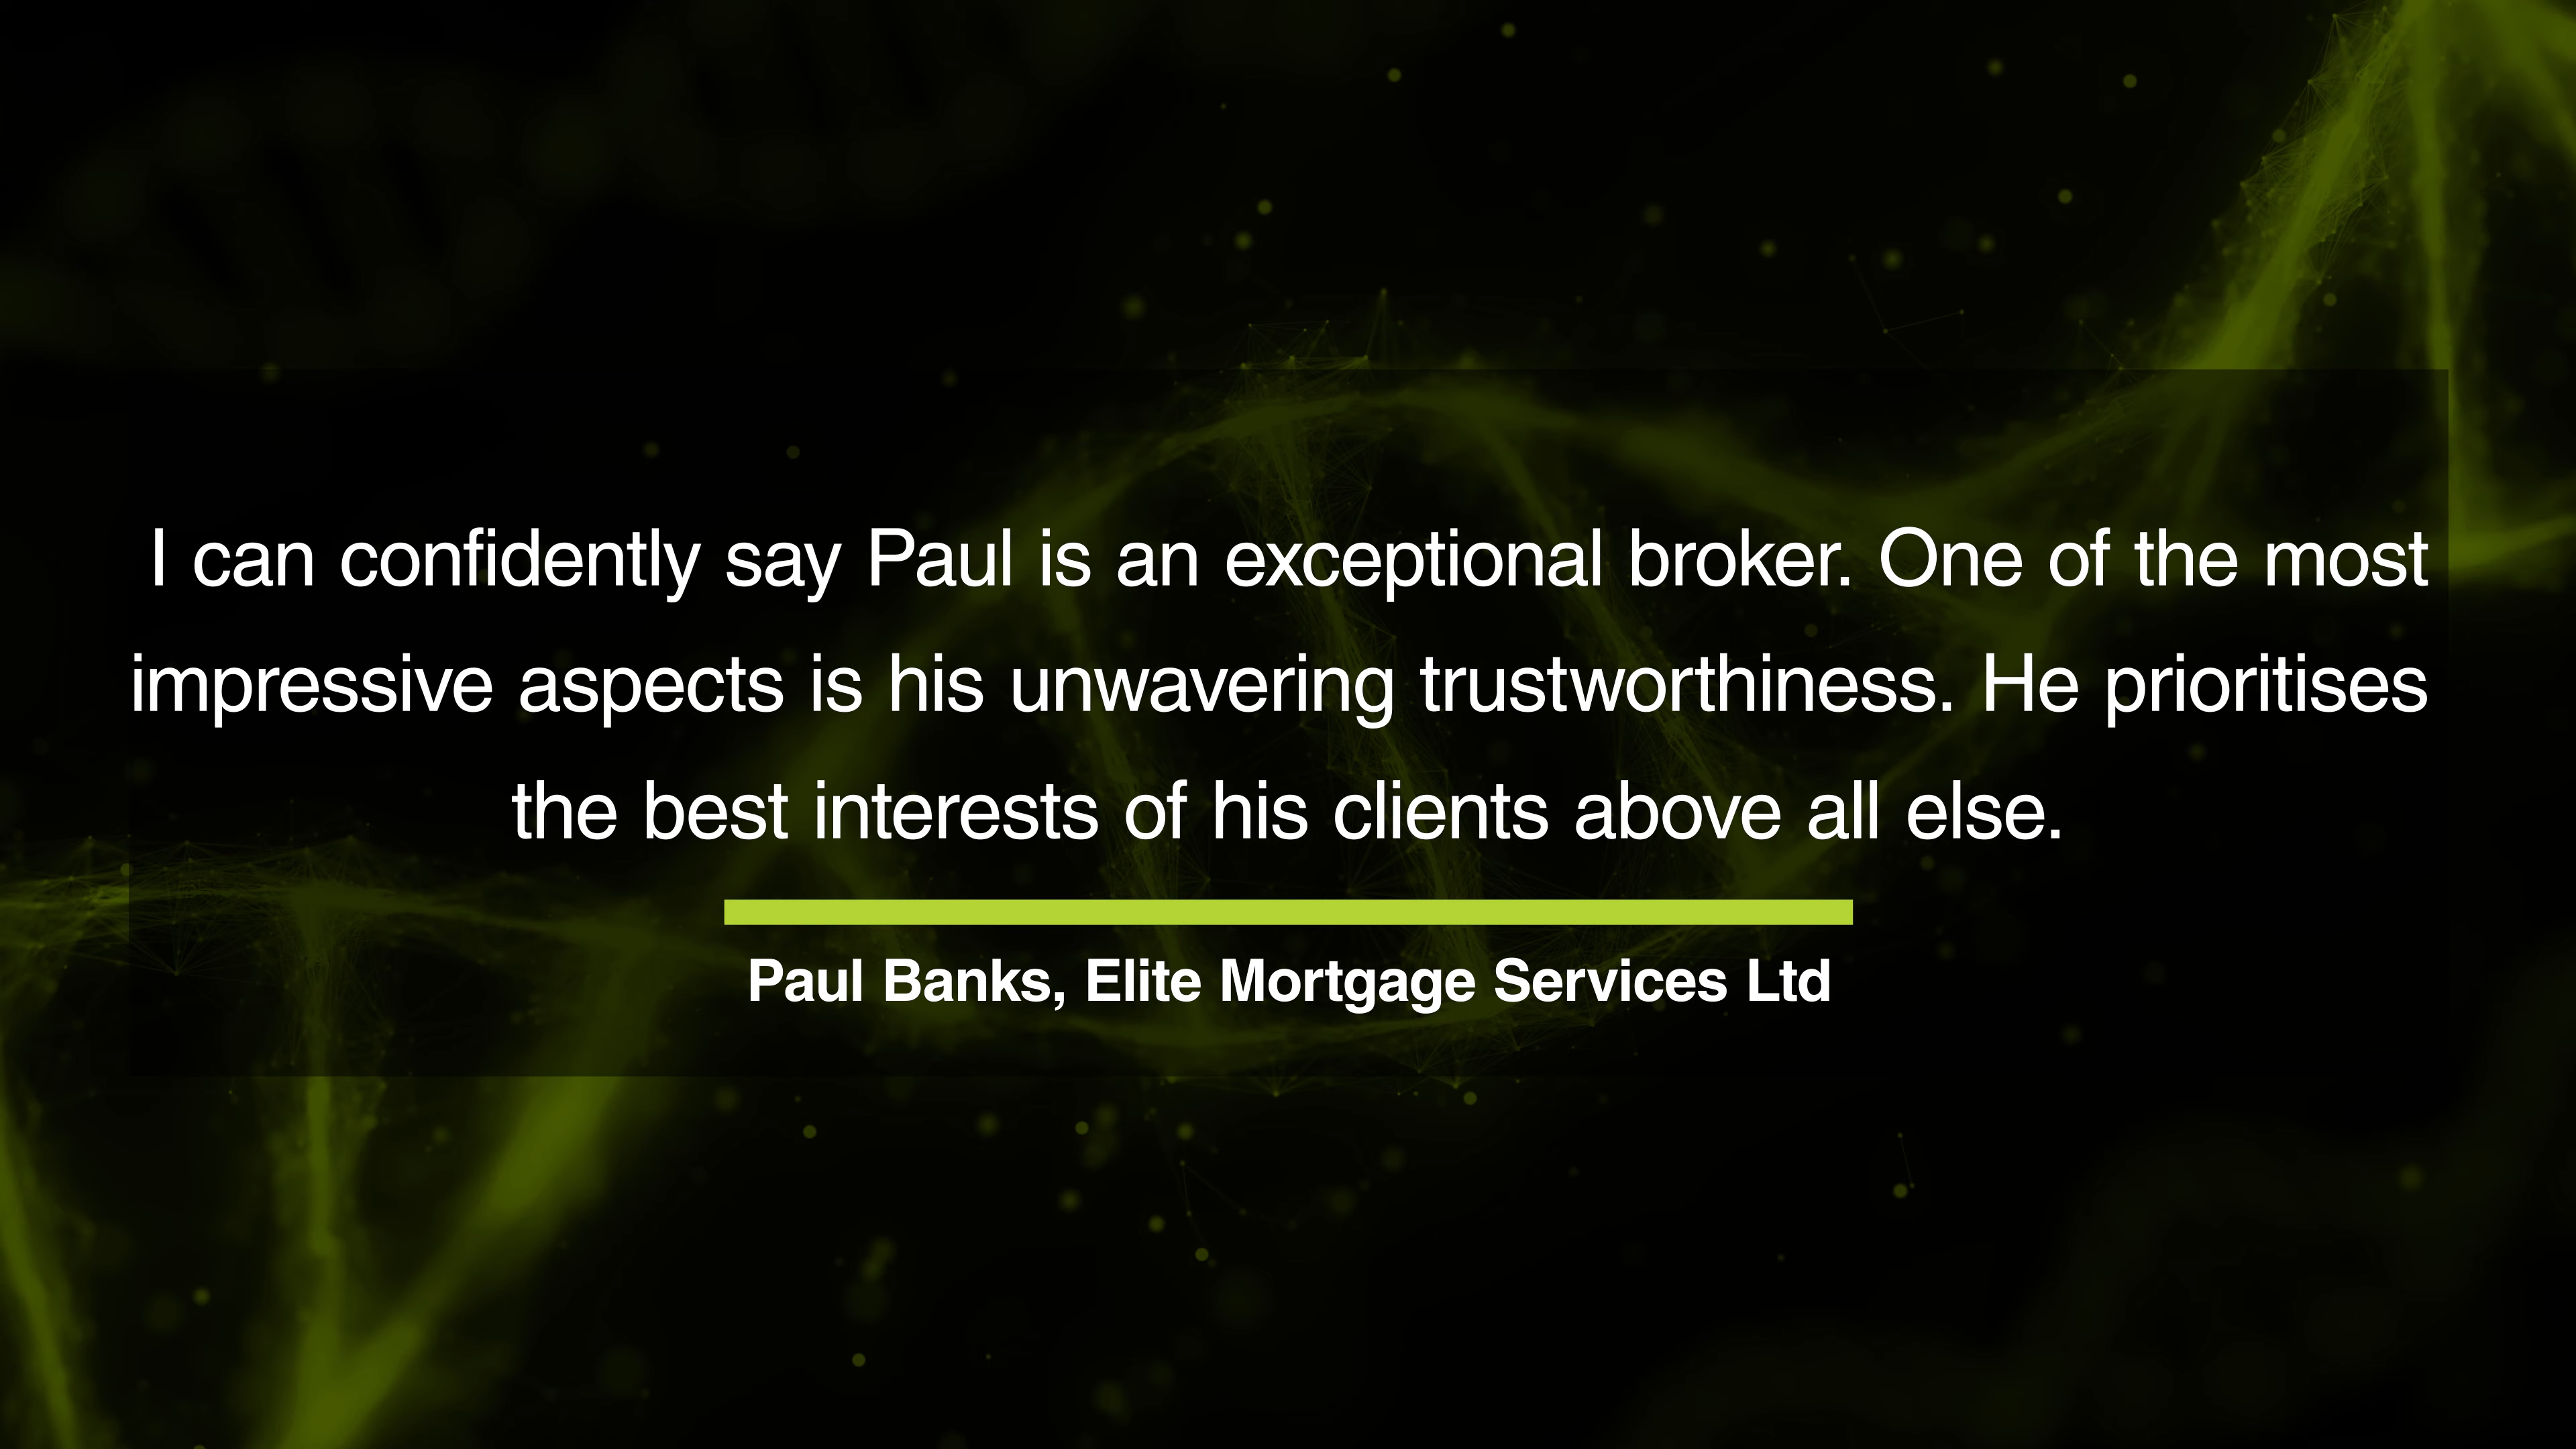 I can confidently say Paul is an exceptional broker. One of the most
impressive aspects is his unwavering trustworthiness. He prioritises
the best interests of his clients above all else.
Paul Banks, Elite Mortgage Services Ltd